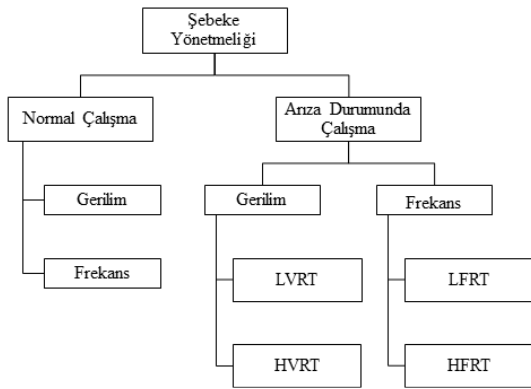 Şebeke
Yönetmeliği
Normal Çalışma
Arıza Durumunda
Çalışma
Gerilim
Frekans
Gerilim
Frekans
LVRT
LFRT
HVRT
HFRT